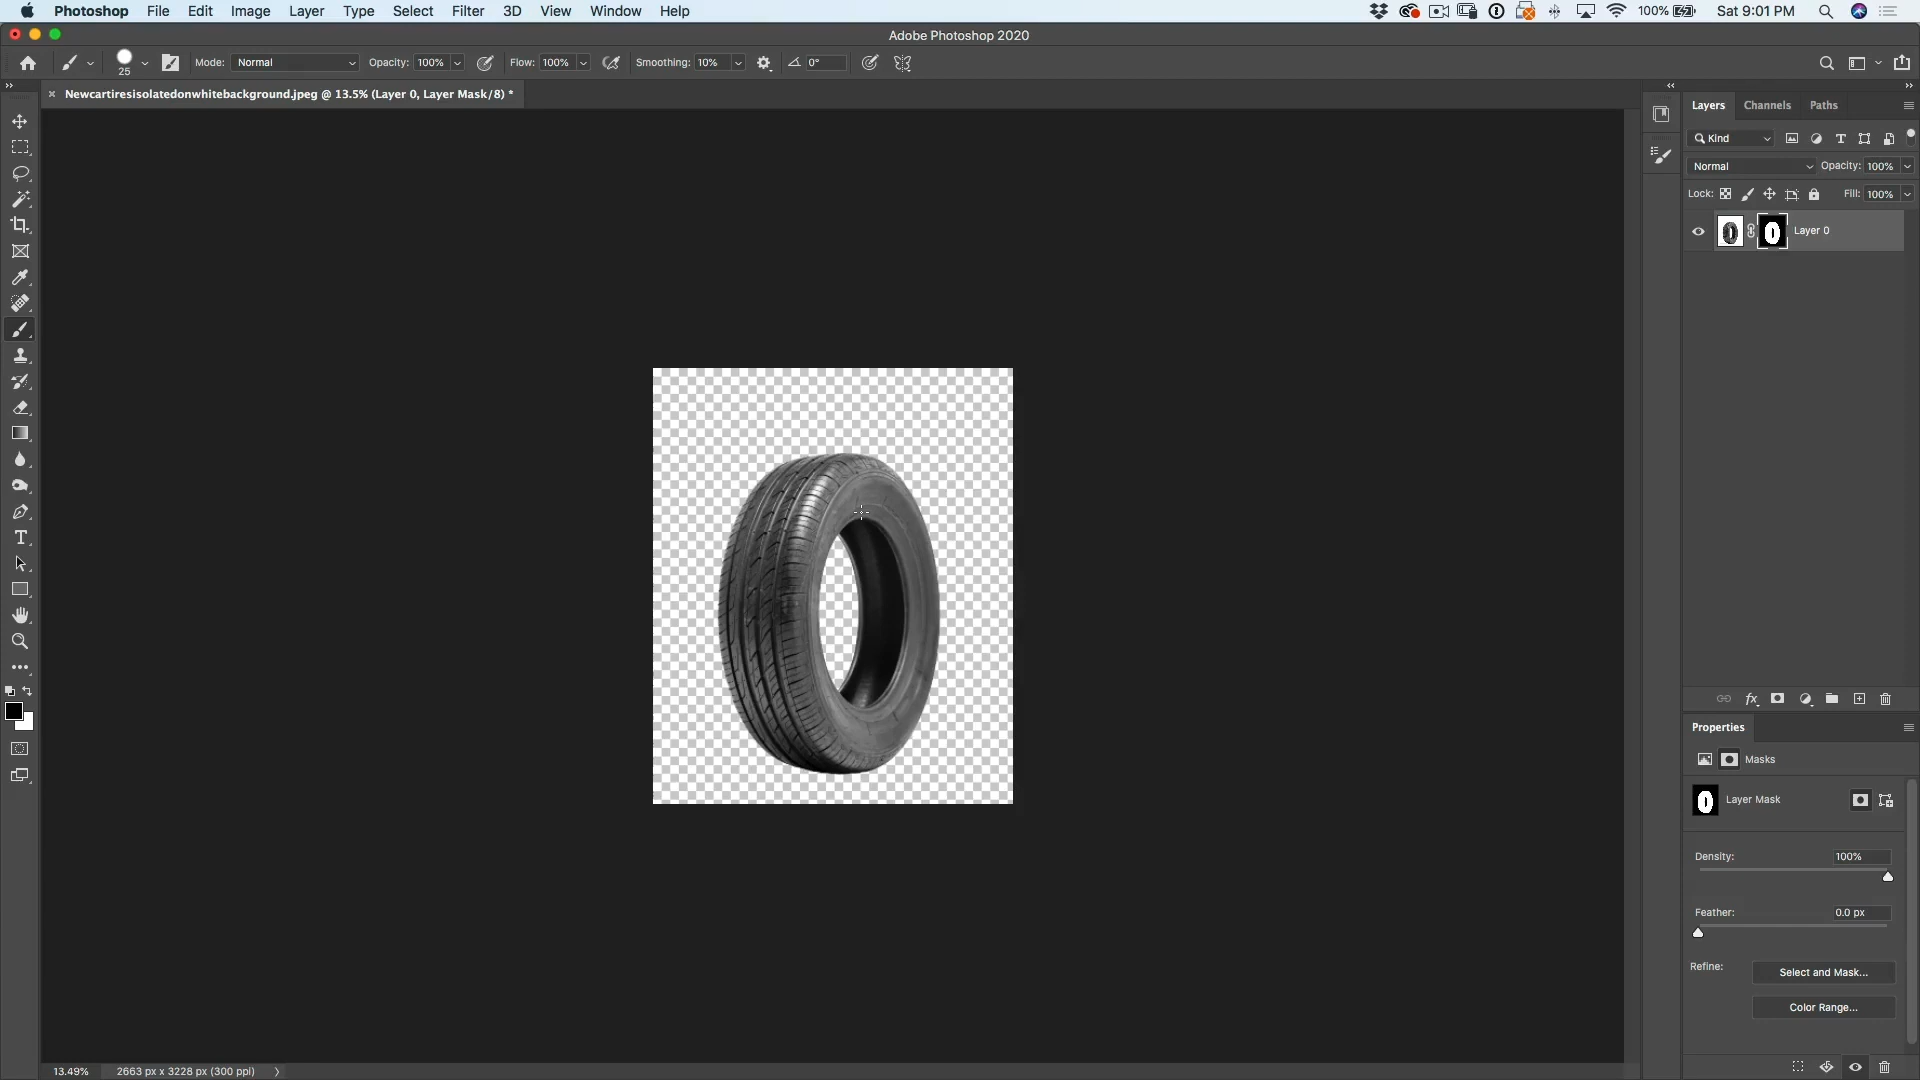 Photoshop File Edit Image Layer Type Select Filter 3D View Window Help 100% Sat 9:01 PM
Adobe Photoshop 2020
25 Mode: Normal Opacity: 100% Flow: 100% Smoothing: 10% 0°
Newcartiresisolatedonwhitebackground.jpeg @ 13.5% (Layer 0, Layer Mask/8) *
Layers Channels Paths
Kind
Normal Opacity: 100%
Lock: Fill: 100%
Layer 0
Properties
Masks
Layer Mask
Density: 100%
Feather: 0.0 px
Refine: Select and Mask...
Color Range...
13.49% 2663 px x 3228 px (300 ppi)